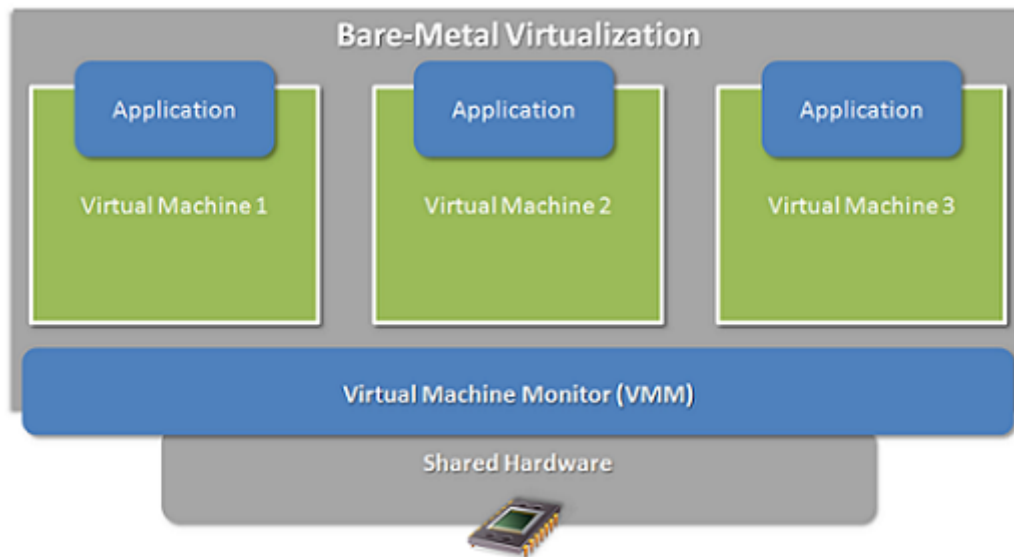 Bare-Metal Virtualization
Application
Application
Application
Virtual Machine 1
Virtual Machine 2
Virtual Machine 3
Virtual Machine Monitor (VMM)
Shared Hardware